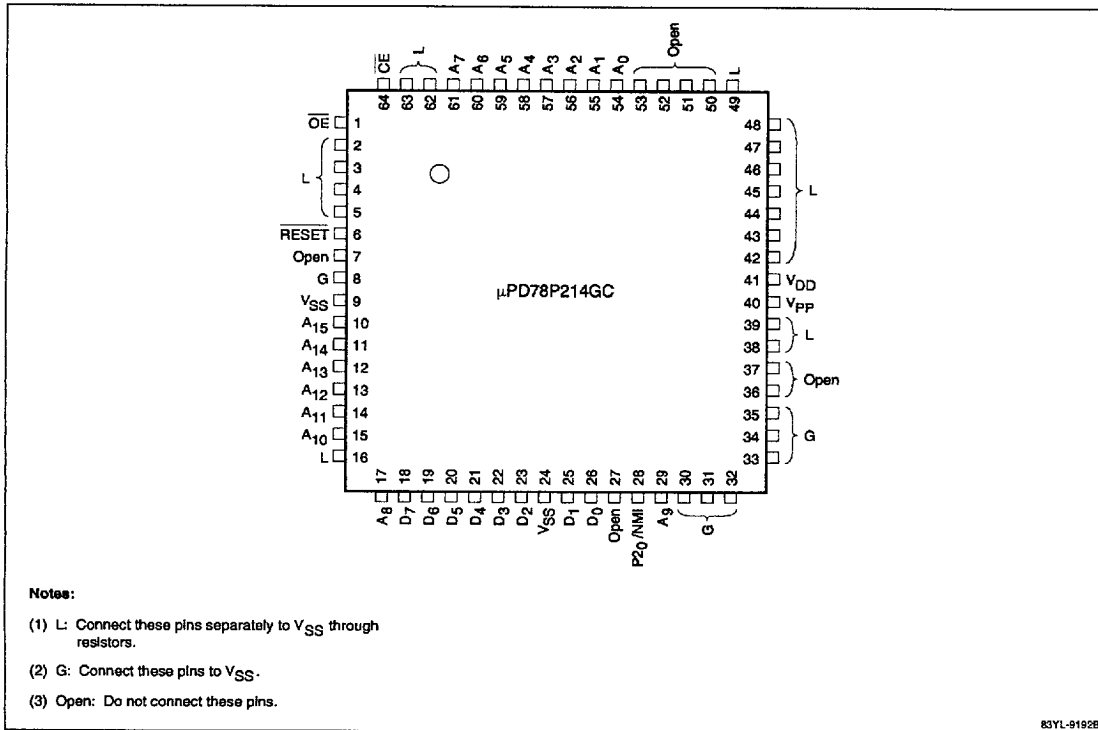 C̅E̅ L A7 A6 A5 A4 A3 A2 A1 A0 Open L
64 63 62 61 60 59 58 57 56 55 54 53 52 51 50 49
O̅E̅ 1
2
3
L
4
5
R̅E̅S̅E̅T̅ 6
Open 7
G 8
VSS 9
A15 10
A14 11
A13 12
A12 13
A11 14
A10 15
L 16
μPD78P214GC
48
47
46
45
L
44
43
42
41 VDD
40 VPP
39
L
38
37
Open
36
35
34
G
33
17 18 19 20 21 22 23 24 25 26 27 28 29 30 31 32
A8 D7 D6 D5 D4 D3 D2 VSS D1 D0 Open P20/NMI A9 G
Notes:
(1) L: Connect these pins separately to VSS through
resistors.
(2) G: Connect these pins to VSS.
(3) Open: Do not connect these pins.
83YL-9192B